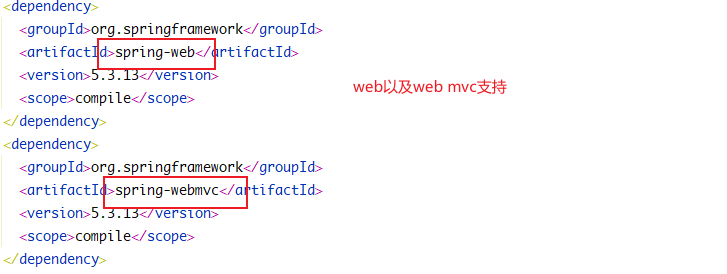 <dependency>
<groupId>org.springframework</groupId>
<artifactId>spring-web</artifactId>
<version>5.3.13</version>
<scope>compile</scope>
</dependency>
web以及web mvc支持
<dependency>
<groupId>org.springframework</groupId>
<artifactId>spring-webmvc</artifactId>
<version>5.3.13</version>
<scope>compile</scope>
</dependency>